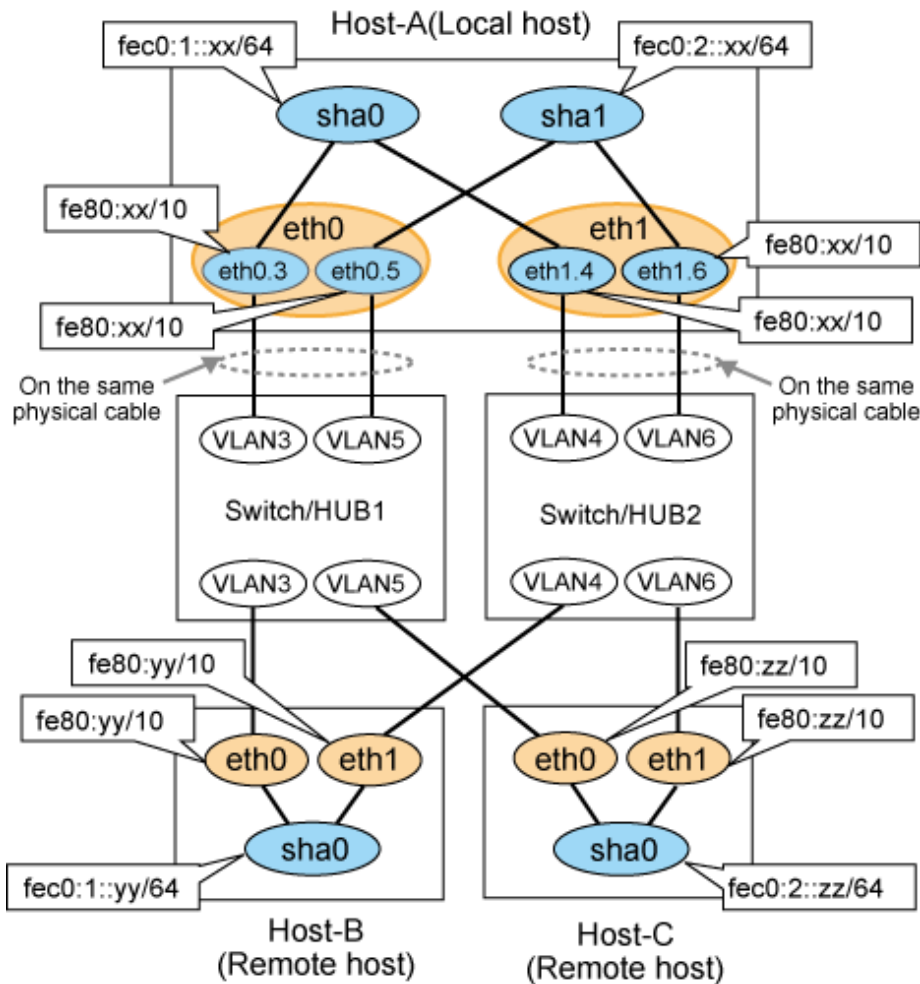 Host-A(Local host)
fec0:1::xx/64
fec0:2::xx/64
sha0
sha1
fe80:xx/10
eth0
eth1
fe80:xx/10
eth0.3
eth0.5
eth1.4
eth1.6
fe80:xx/10
fe80:xx/10
On the same
physical cable
On the same
physical cable
VLAN3
VLAN5
VLAN4
VLAN6
Switch/HUB1
Switch/HUB2
VLAN3
VLAN5
VLAN4
VLAN6
fe80:yy/10
fe80:zz/10
fe80:yy/10
fe80:zz/10
eth0
eth1
eth0
eth1
sha0
sha0
fec0:1::yy/64
fec0:2::zz/64
Host-B
(Remote host)
Host-C
(Remote host)